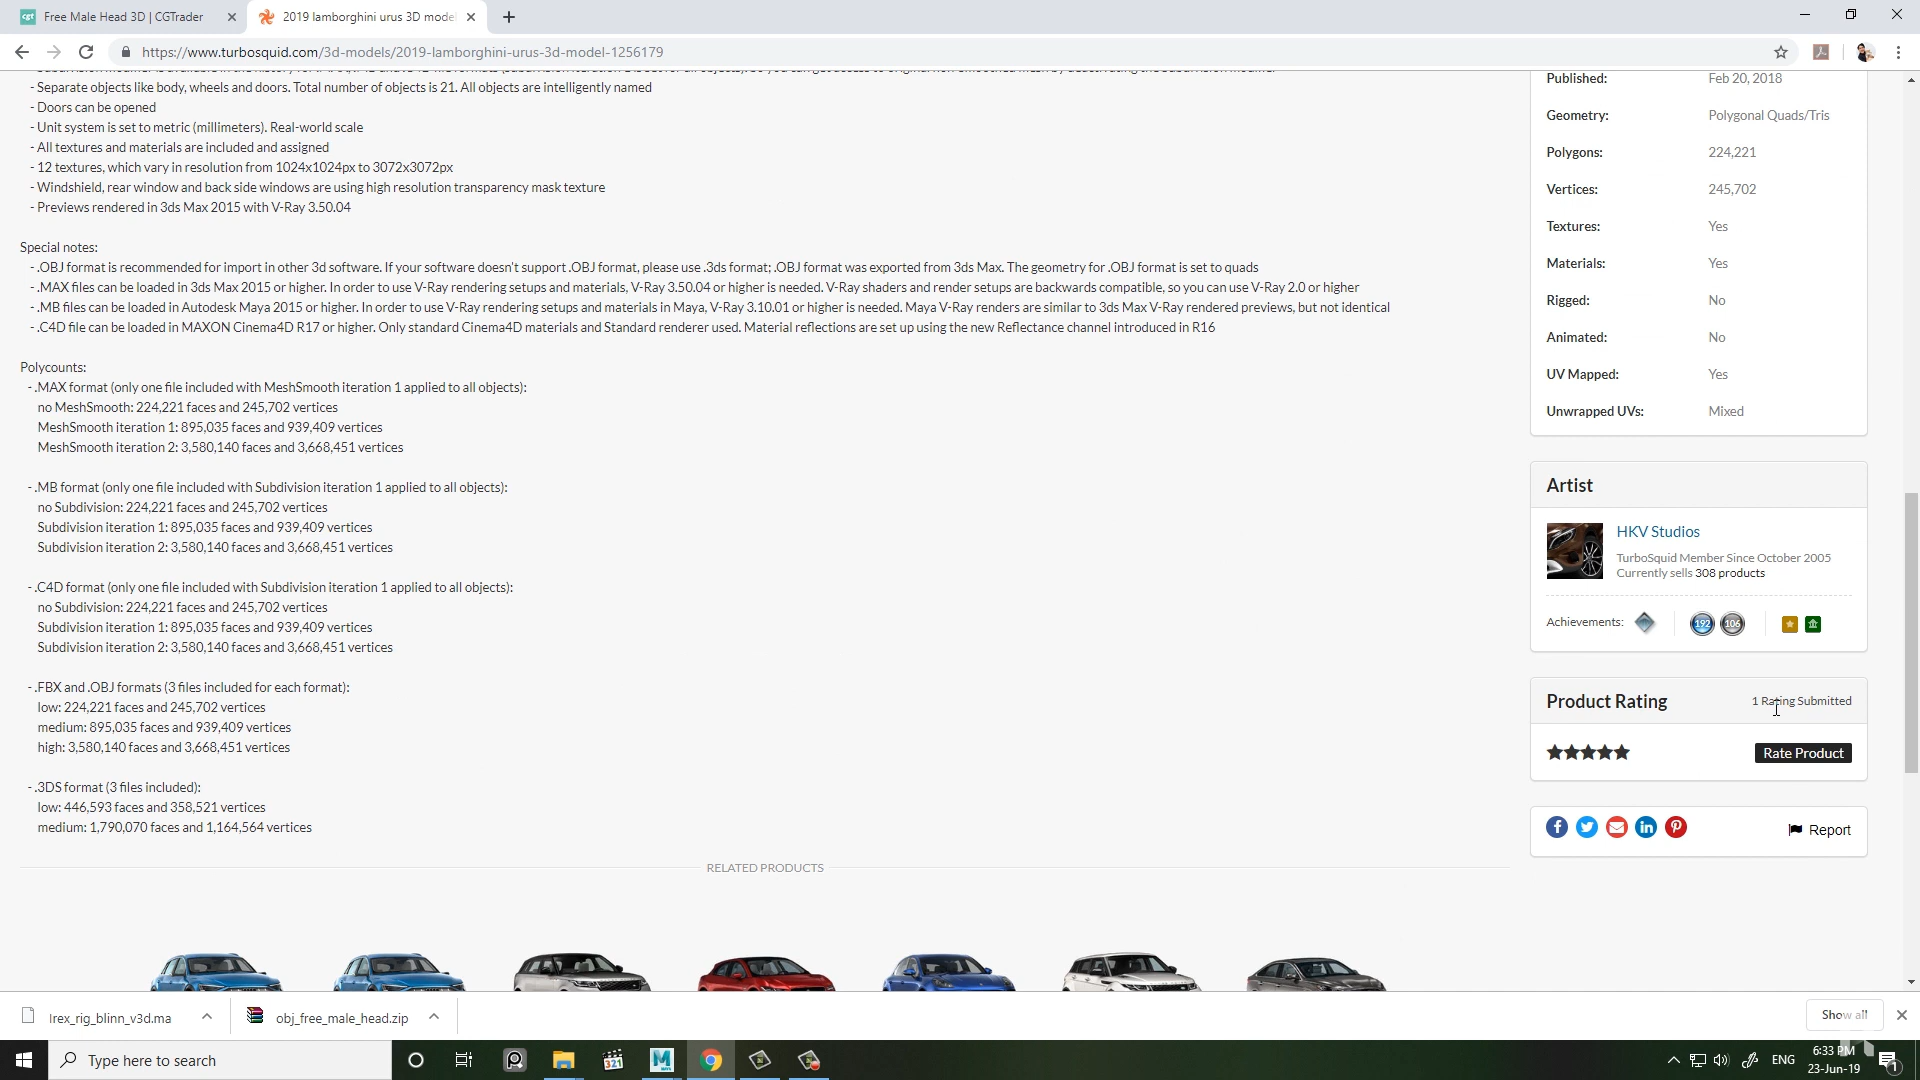 Free Male Head 3D | CGTrader
2019 lamborghini urus 3D mode
https://www.turbosquid.com/3d-models/2019-lamborghini-urus-3d-model-1256179
- Separate objects like body, wheels and doors. Total number of objects is 21. All objects are intelligently named
- Doors can be opened
- Unit system is set to metric (millimeters). Real-world scale
- All textures and materials are included and assigned
- 12 textures, which vary in resolution from 1024x1024px to 3072x3072px
- Windshield, rear window and back side windows are using high resolution transparency mask texture
- Previews rendered in 3ds Max 2015 with V-Ray 3.50.04
Special notes:
- .OBJ format is recommended for import in other 3d software. If your software doesn't support .OBJ format, please use .3ds format; .OBJ format was exported from 3ds Max. The geometry for .OBJ format is set to quads
- .MAX files can be loaded in 3ds Max 2015 or higher. In order to use V-Ray rendering setups and materials, V-Ray 3.50.04 or higher is needed. V-Ray shaders and render setups are backwards compatible, so you can use V-Ray 2.0 or higher
- .MB files can be loaded in Autodesk Maya 2015 or higher. In order to use V-Ray rendering setups and materials in Maya, V-Ray 3.10.01 or higher is needed. Maya V-Ray renders are similar to 3ds Max V-Ray rendered previews, but not identical
- .C4D file can be loaded in MAXON Cinema4D R17 or higher. Only standard Cinema4D materials and Standard renderer used. Material reflections are set up using the new Reflectance channel introduced in R16
Polycounts:
- .MAX format (only one file included with MeshSmooth iteration 1 applied to all objects):
no MeshSmooth: 224,221 faces and 245,702 vertices
MeshSmooth iteration 1: 895,035 faces and 939,409 vertices
MeshSmooth iteration 2: 3,580,140 faces and 3,668,451 vertices
- .MB format (only one file included with Subdivision iteration 1 applied to all objects):
no Subdivision: 224,221 faces and 245,702 vertices
Subdivision iteration 1: 895,035 faces and 939,409 vertices
Subdivision iteration 2: 3,580,140 faces and 3,668,451 vertices
- .C4D format (only one file included with Subdivision iteration 1 applied to all objects):
no Subdivision: 224,221 faces and 245,702 vertices
Subdivision iteration 1: 895,035 faces and 939,409 vertices
Subdivision iteration 2: 3,580,140 faces and 3,668,451 vertices
- .FBX and .OBJ formats (3 files included for each format):
low: 224,221 faces and 245,702 vertices
medium: 895,035 faces and 939,409 vertices
high: 3,580,140 faces and 3,668,451 vertices
- .3DS format (3 files included):
low: 446,593 faces and 358,521 vertices
medium: 1,790,070 faces and 1,164,564 vertices
RELATED PRODUCTS
Published: Feb 20, 2018
Geometry: Polygonal Quads/Tris
Polygons: 224,221
Vertices: 245,702
Textures: Yes
Materials: Yes
Rigged: No
Animated: No
UV Mapped: Yes
Unwrapped UVs: Mixed
Artist
HKV Studios
TurboSquid Member Since October 2005
Currently sells 308 products
Achievements: 192 106
Product Rating 1 Rating Submitted
Rate Product
Report
lrex_rig_blinn_v3d.ma
obj_free_male_head.zip
Show all
Type here to search
321
ENG
6:33 PM
23-Jun-19
1